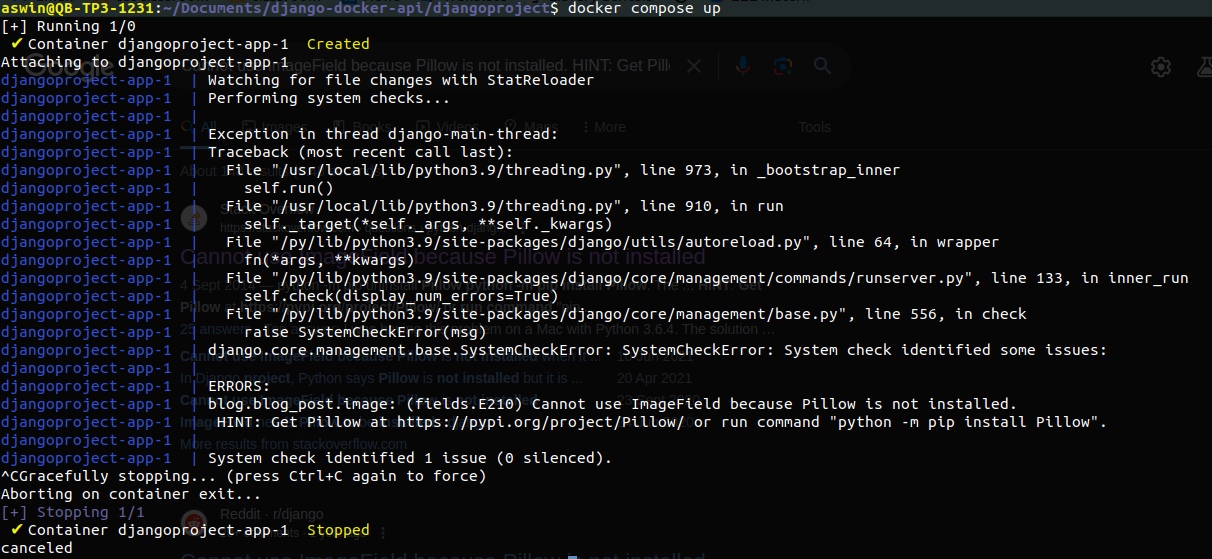 aswin@QB-TP3-1231:~/Documents/django-docker-api/djangoproject$ docker compose up
[+] Running 1/0
✔ Container djangoproject-app-1  Created
Attaching to djangoproject-app-1
djangoproject-app-1  | Watching for file changes with StatReloader
djangoproject-app-1  | Performing system checks...
djangoproject-app-1  |
djangoproject-app-1  | Exception in thread django-main-thread:
djangoproject-app-1  | Traceback (most recent call last):
djangoproject-app-1  |   File "/usr/local/lib/python3.9/threading.py", line 973, in _bootstrap_inner
djangoproject-app-1  |     self.run()
djangoproject-app-1  |   File "/usr/local/lib/python3.9/threading.py", line 910, in run
djangoproject-app-1  |     self._target(*self._args, **self._kwargs)
djangoproject-app-1  |   File "/py/lib/python3.9/site-packages/django/utils/autoreload.py", line 64, in wrapper
djangoproject-app-1  |     fn(*args, **kwargs)
djangoproject-app-1  |   File "/py/lib/python3.9/site-packages/django/core/management/commands/runserver.py", line 133, in inner_run
djangoproject-app-1  |     self.check(display_num_errors=True)
djangoproject-app-1  |   File "/py/lib/python3.9/site-packages/django/core/management/base.py", line 556, in check
djangoproject-app-1  |     raise SystemCheckError(msg)
djangoproject-app-1  | django.core.management.base.SystemCheckError: SystemCheckError: System check identified some issues:
djangoproject-app-1  |
djangoproject-app-1  | ERRORS:
djangoproject-app-1  | blog.blog_post.image: (fields.E210) Cannot use ImageField because Pillow is not installed.
djangoproject-app-1  |  HINT: Get Pillow at https://pypi.org/project/Pillow/ or run command "python -m pip install Pillow".
djangoproject-app-1  |
djangoproject-app-1  | System check identified 1 issue (0 silenced).
^CGracefully stopping... (press Ctrl+C again to force)
Aborting on container exit...
[+] Stopping 1/1
✔ Container djangoproject-app-1  Stopped
canceled